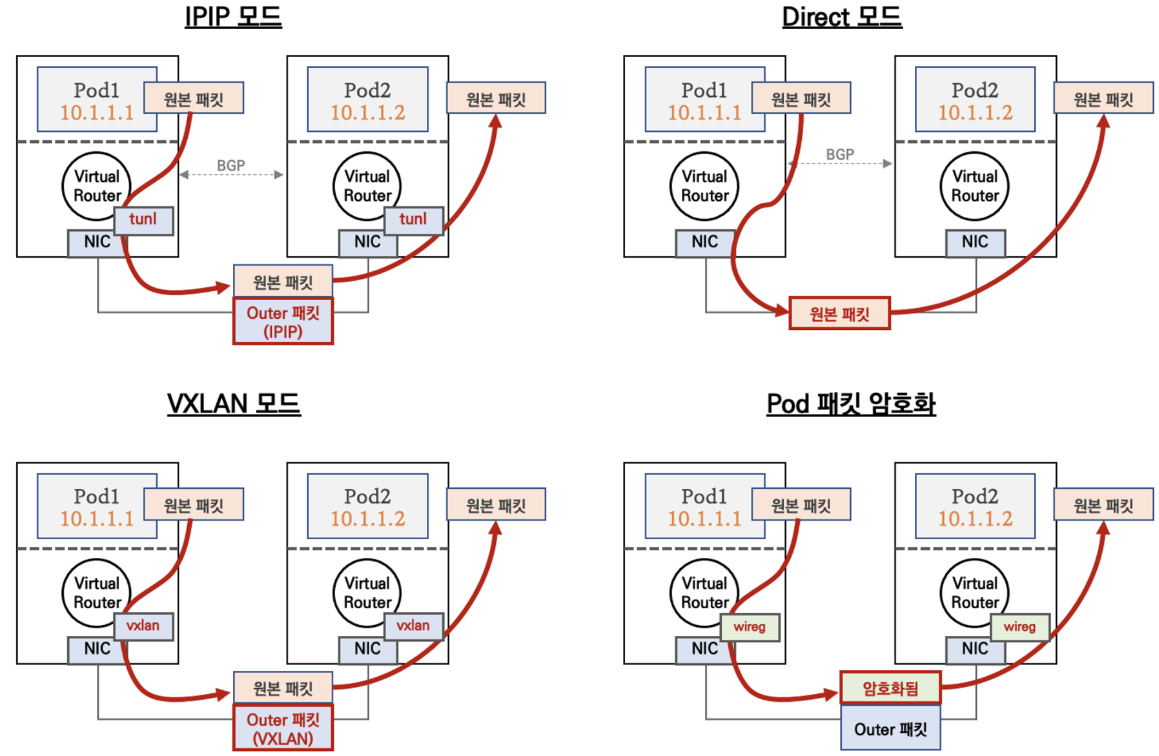 IPIP 모드
Pod1
10.1.1.1
원본 패킷
Pod2
10.1.1.2
원본 패킷
Virtual
Router
BGP
Virtual
Router
tunl
tunl
NIC
NIC
원본 패킷
Outer 패킷
(IPIP)
Direct 모드
Pod1
10.1.1.1
원본 패킷
Pod2
10.1.1.2
원본 패킷
Virtual
Router
BGP
Virtual
Router
NIC
NIC
원본 패킷
VXLAN 모드
Pod1
10.1.1.1
원본 패킷
Pod2
10.1.1.2
원본 패킷
Virtual
Router
Virtual
Router
vxlan
vxlan
NIC
NIC
원본 패킷
Outer 패킷
(VXLAN)
Pod 패킷 암호화
Pod1
10.1.1.1
원본 패킷
Pod2
10.1.1.2
원본 패킷
Virtual
Router
Virtual
Router
wireg
wireg
NIC
NIC
암호화됨
Outer 패킷